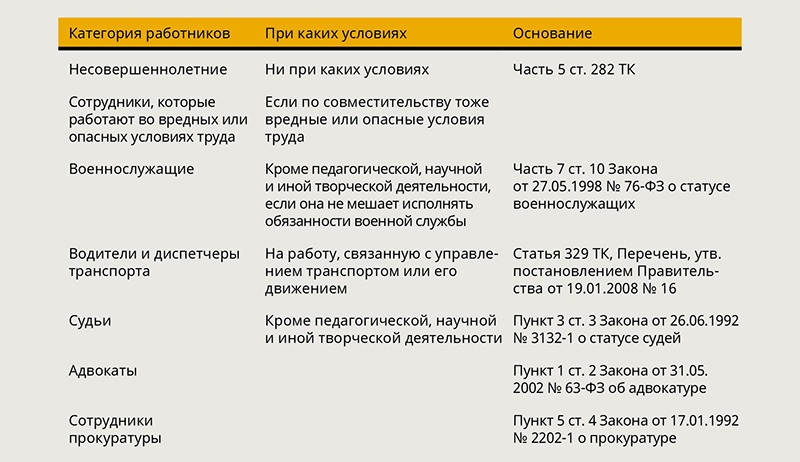 Категория работников При каких условиях Основание
Несовершеннолетние Ни при каких условиях Часть 5 ст. 282 ТК
Сотрудники, которые Если по совместительству тоже
работают во вредных или вредные или опасные условия
опасных условиях труда труда
Военнослужащие Кроме педагогической, научной Часть 7 ст. 10 Закона
и иной творческой деятельности, от 27.05.1998 № 76-ФЗ о статусе
если она не мешает исполнять военнослужащих
обязанности военной службы
Водители и диспетчеры На работу, связанную с управле- Статья 329 ТК, Перечень, утв.
транспорта нием транспортом или его постановлением Правитель-
движением ства от 19.01.2008 № 16
Судьи Кроме педагогической, научной Пункт 3 ст. 3 Закона от 26.06.1992
и иной творческой деятельности № 3132-1 о статусе судей
Адвокаты Пункт 1 ст. 2 Закона от 31.05.
2002 № 63-ФЗ об адвокатуре
Сотрудники Пункт 5 ст. 4 Закона от 17.01.1992
прокуратуры № 2202-1 о прокуратуре